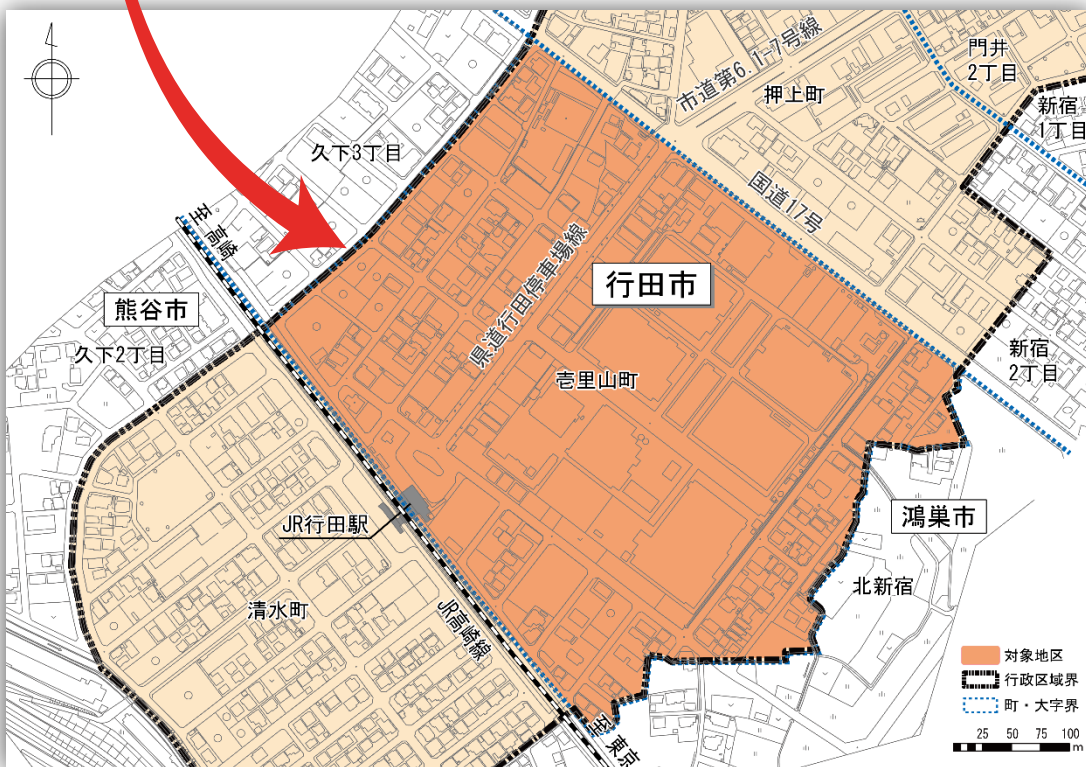 門井
2丁目
市道第6.1-7号線
押上町
新宿
1丁目
久下3丁目
国道17号
至 高崎
県道行田停車場線
行田市
熊谷市
久下2丁目
壱里山町
新宿
2丁目
JR行田駅
鴻巣市
北新宿
清水町
JR高崎線
至 東京
対象地区
行政区域界
町・大字界
25 50 75 100
m